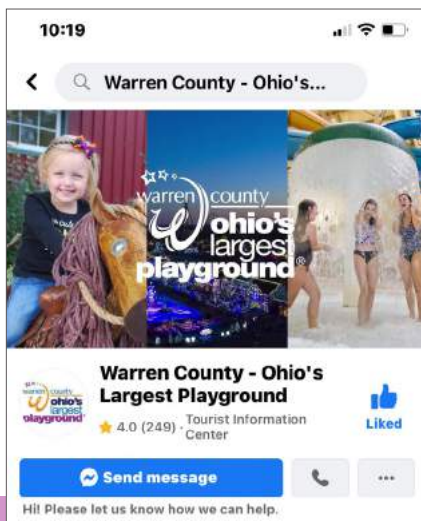 10:19
Warren County - Ohio's...
warren county
ohio's
largest
playground®
warren county
ohio's
largest
playground
Warren County - Ohio's
Largest Playground
4.0 (249) · Tourist Information
Center
Liked
Send message
Hi! Please let us know how we can help.